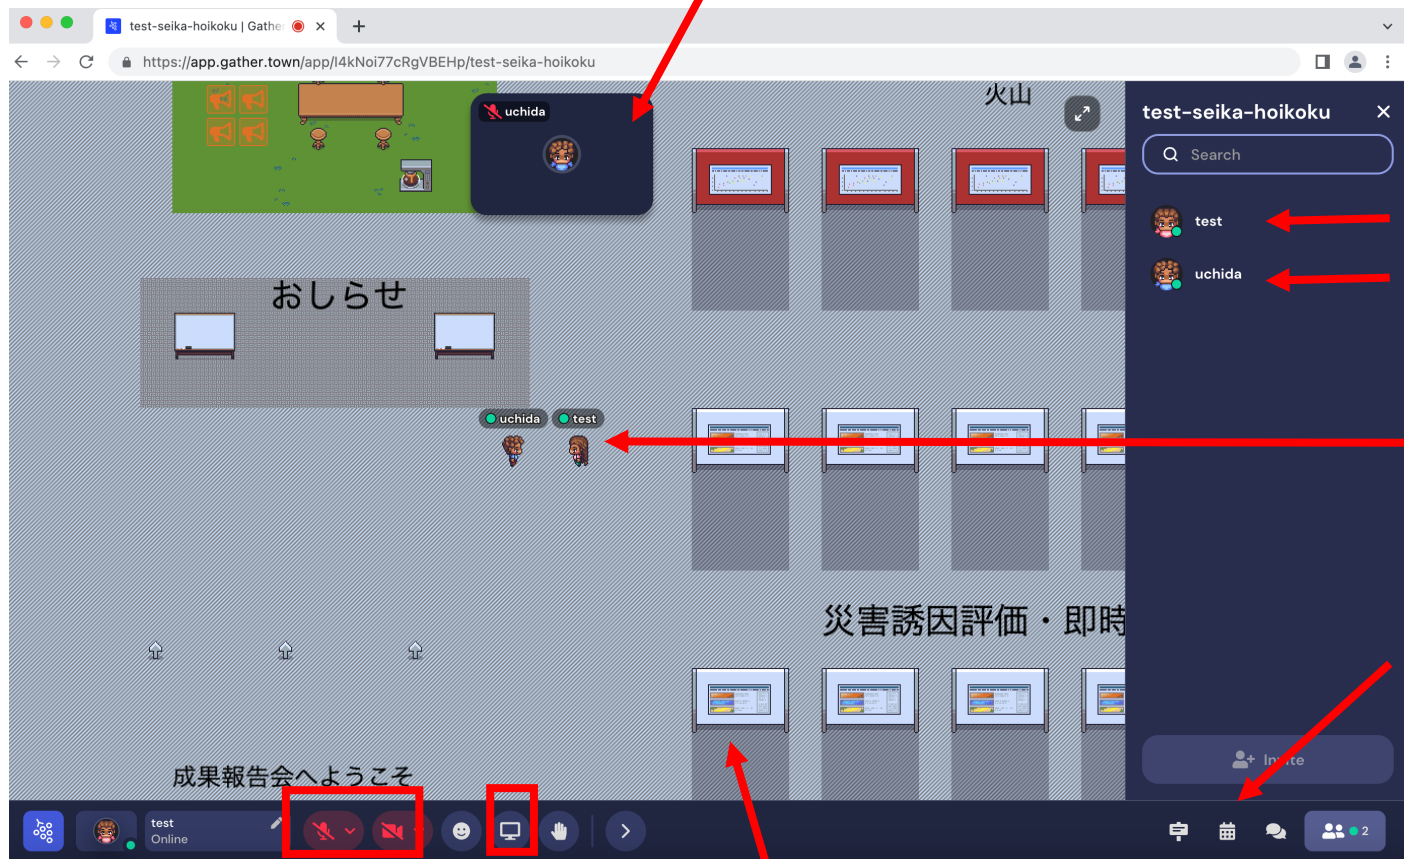 test-seika-hoikoku | Gathe
https://app.gather.town/app/I4kNoi77cRgVBEHp/test-seika-hoikoku
uchida
火山
test-seika-hoikoku
Search
test
uchida
おしらせ
uchida
test
災害誘因評価・即時
Invite
成果報告会へようこそ
test
Online
2